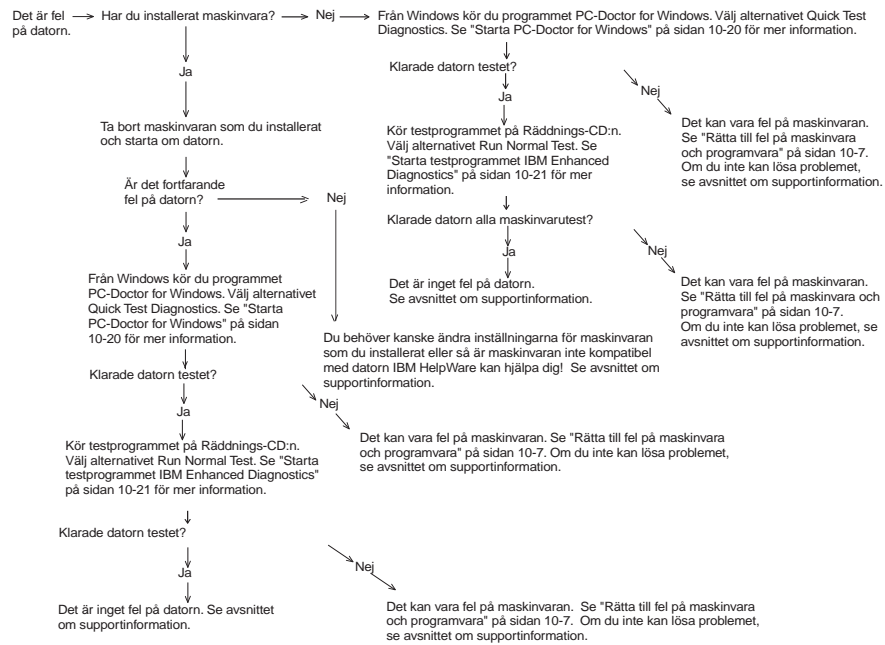 Det är fel
på datorn.
Har du installerat maskinvara?
Nej
Från Windows kör du programmet PC-Doctor for Windows. Välj alternativet Quick Test
Diagnostics. Se "Starta PC-Doctor for Windows" på sidan 10-20 för mer information.
Klarade datorn testet?
Nej
Det kan vara fel på maskinvaran.
Se "Rätta till fel på maskinvara
och programvara" på sidan 10-7.
Om du inte kan lösa problemet,
se avsnittet om supportinformation.
Ja
Kör testprogrammet på Räddnings-CD:n.
Välj alternativet Run Normal Test. Se
"Starta testprogrammet IBM Enhanced
Diagnostics" på sidan 10-21 för mer
information.
Klarade datorn alla maskinvarutest?
Nej
Det kan vara fel på maskinvaran.
Se "Rätta till fel på maskinvara och
programvara" på sidan 10-7.
Om du inte kan lösa problemet, se
avsnittet om supportinformation.
Ja
Det är inget fel på datorn.
Se avsnittet om supportinformation.
Ja
Ta bort maskinvaran som du installerat
och starta om datorn.
Är det fortfarande
fel på datorn?
Nej
Du behöver kanske ändra inställningarna för maskinvaran
som du installerat eller så är maskinvaran inte kompatibel
med datorn IBM HelpWare kan hjälpa dig! Se avsnittet om
supportinformation.
Ja
Från Windows kör du programmet
PC-Doctor for Windows. Välj alternativet
Quick Test Diagnostics. Se "Starta
PC-Doctor for Windows" på sidan
10-20 för mer information.
Klarade datorn testet?
Nej
Det kan vara fel på maskinvaran. Se "Rätta till fel på maskinvara
och programvara" på sidan 10-7. Om du inte kan lösa problemet,
se avsnittet om supportinformation.
Ja
Kör testprogrammet på Räddnings-CD:n.
Välj alternativet Run Normal Test. Se "Starta
testprogrammet IBM Enhanced Diagnostics"
på sidan 10-21 för mer information.
Klarade datorn testet?
Nej
Det kan vara fel på maskinvaran. Se "Rätta till fel på maskinvara
och programvara" på sidan 10-7. Om du inte kan lösa problemet,
se avsnittet om supportinformation.
Ja
Det är inget fel på datorn. Se avsnittet
om supportinformation.